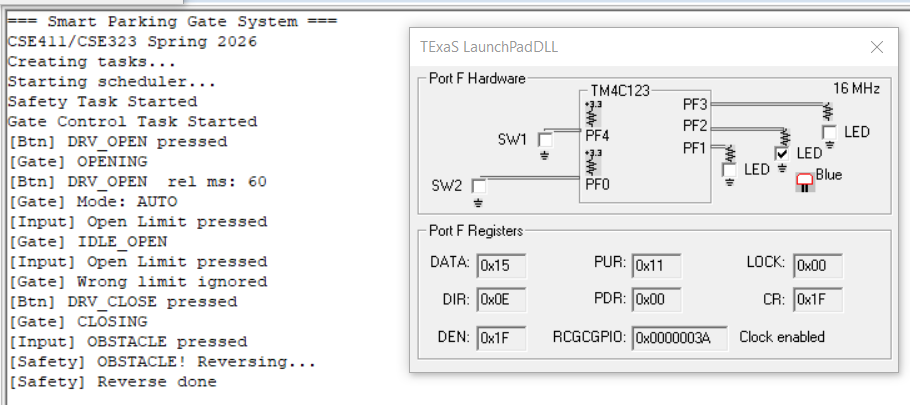 === Smart Parking Gate System ===
CSE411/CSE323 Spring 2026
Creating tasks...
Starting scheduler...
Safety Task Started
Gate Control Task Started
[Btn] DRV_OPEN pressed
[Gate] OPENING
[Btn] DRV_OPEN  rel ms: 60
[Gate] Mode: AUTO
[Input] Open Limit pressed
[Gate] IDLE_OPEN
[Input] Open Limit pressed
[Gate] Wrong limit ignored
[Btn] DRV_CLOSE pressed
[Gate] CLOSING
[Input] OBSTACLE pressed
[Safety] OBSTACLE! Reversing...
[Safety] Reverse done
TExaS LaunchPadDLL
Port F Hardware
TM4C123
16 MHz
+3.3
PF3
SW1
PF4
PF2
LED
+3.3
PF1
LED
SW2
PF0
LED
Blue
Port F Registers
DATA: 0x15 PUR: 0x11 LOCK: 0x00
DIR: 0x0E PDR: 0x00 CR: 0x1F
DEN: 0x1F RCGCGPIO: 0x0000003A Clock enabled